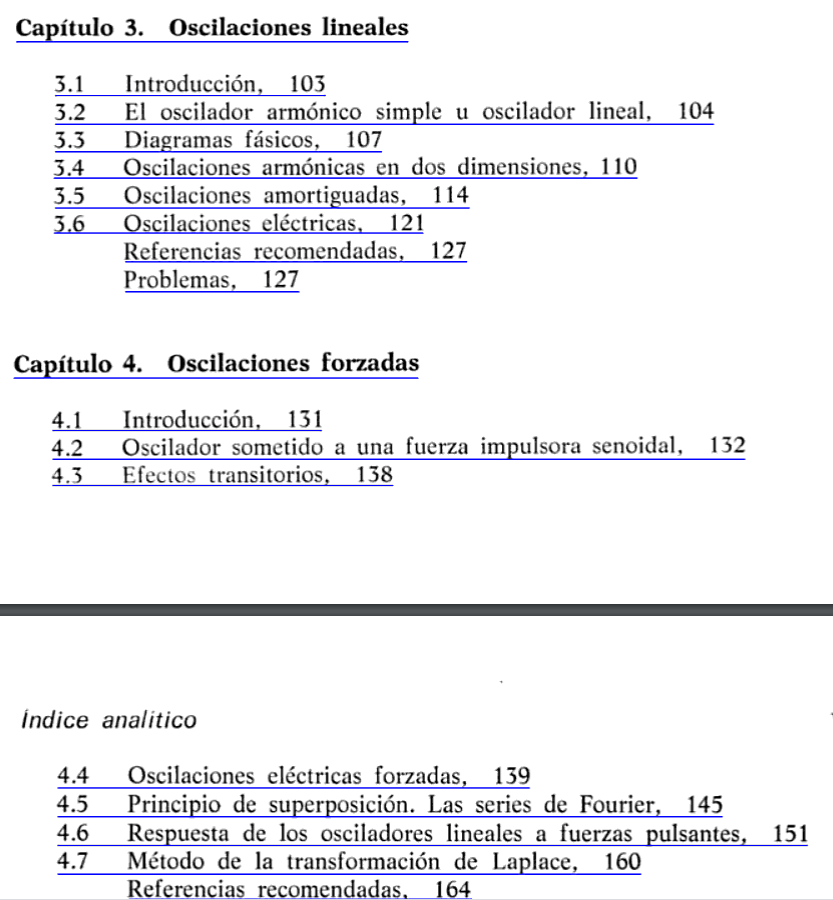 Capítulo 3. Oscilaciones lineales
3.1 Introducción, 103
3.2 El oscilador armónico simple u oscilador lineal, 104
3.3 Diagramas fásicos, 107
3.4 Oscilaciones armónicas en dos dimensiones, 110
3.5 Oscilaciones amortiguadas, 114
3.6 Oscilaciones eléctricas, 121
Referencias recomendadas, 127
Problemas, 127
Capítulo 4. Oscilaciones forzadas
4.1 Introducción, 131
4.2 Oscilador sometido a una fuerza impulsora senoidal, 132
4.3 Efectos transitorios, 138
Índice analítico
4.4 Oscilaciones eléctricas forzadas, 139
4.5 Principio de superposición. Las series de Fourier, 145
4.6 Respuesta de los osciladores lineales a fuerzas pulsantes, 151
4.7 Método de la transformación de Laplace, 160
Referencias recomendadas, 164